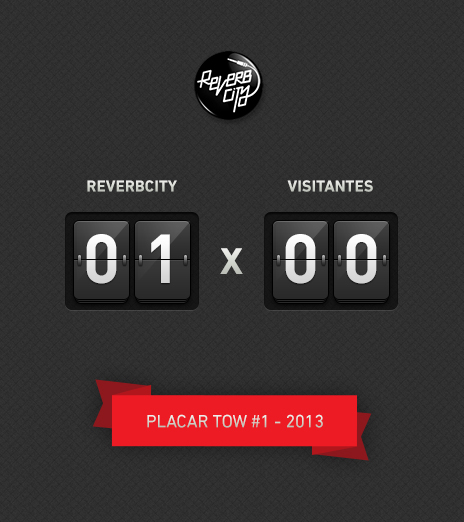 REVERB
CITY
REVERBCITY VISITANTES
01 X 00
PLACAR TOW #1 - 2013